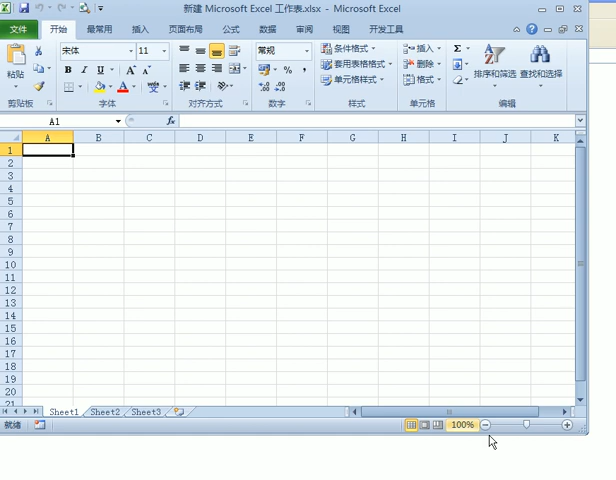 新建 Microsoft Excel 工作表.xlsx - Microsoft Excel
文件 开始 最常用 插入 页面布局 公式 数据 审阅 视图 开发工具
宋体 11 常规 条件格式 插入 Σ
粘贴 B I U A A % , 套用表格格式 删除 排序和筛选 查找和选择
A 单元格样式 格式
剪贴板 字体 对齐方式 数字 样式 单元格 编辑
A1 fx
A B C D E F G H I J K
1
2
3
4
5
6
7
8
9
10
11
12
13
14
15
16
17
18
19
20
21
Sheet1 Sheet2 Sheet3
就绪 100%